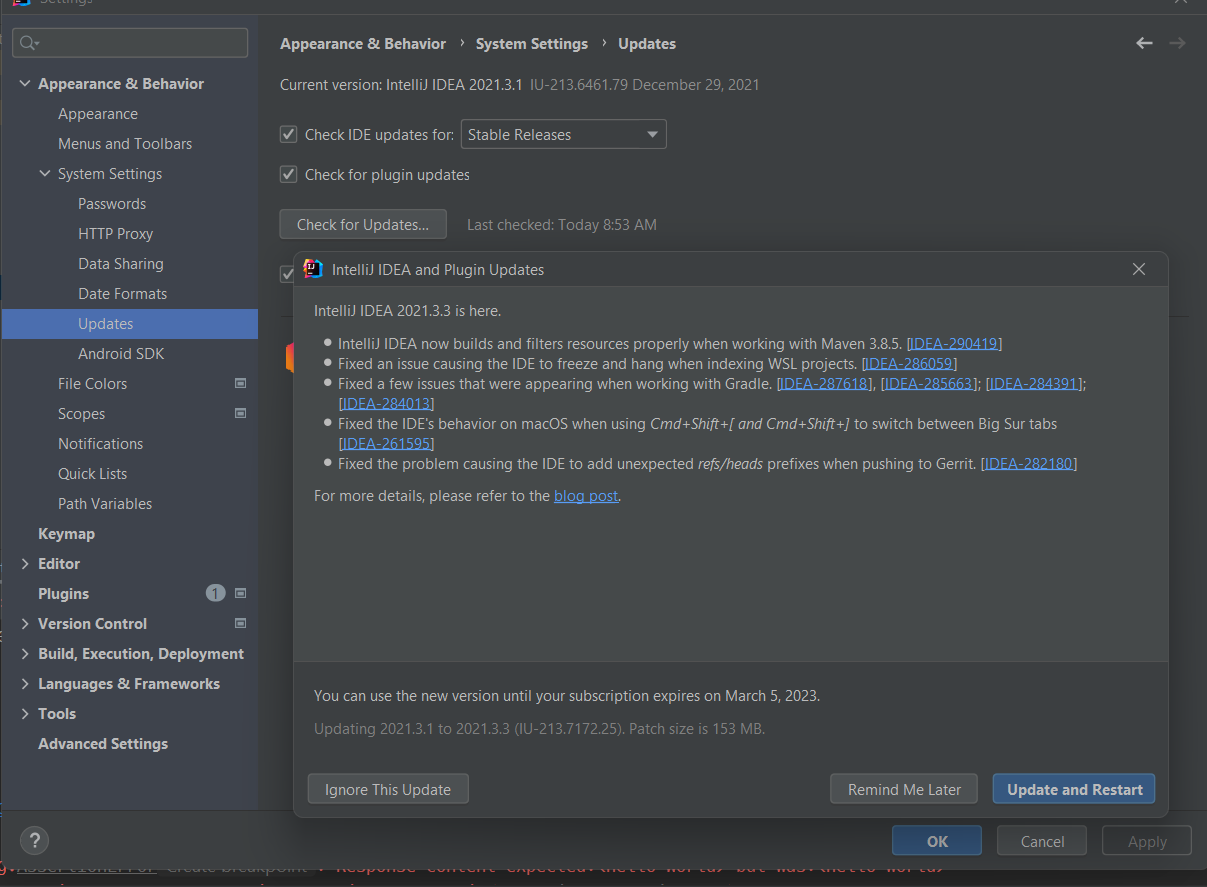 Settings
Appearance & Behavior
Appearance
Menus and Toolbars
System Settings
Passwords
HTTP Proxy
Data Sharing
Date Formats
Updates
Android SDK
File Colors
Scopes
Notifications
Quick Lists
Path Variables
Keymap
Editor
Plugins 1
Version Control
Build, Execution, Deployment
Languages & Frameworks
Tools
Advanced Settings
Appearance & Behavior › System Settings › Updates
Current version: IntelliJ IDEA 2021.3.1 IU-213.6461.79 December 29, 2021
Check IDE updates for: Stable Releases
Check for plugin updates
Check for Updates... Last checked: Today 8:53 AM
IntelliJ IDEA and Plugin Updates
IntelliJ IDEA 2021.3.3 is here.
• IntelliJ IDEA now builds and filters resources properly when working with Maven 3.8.5. [IDEA-290419]
• Fixed an issue causing the IDE to freeze and hang when indexing WSL projects. [IDEA-286059]
• Fixed a few issues that were appearing when working with Gradle. [IDEA-287618], [IDEA-285663]; [IDEA-284391];
[IDEA-284013]
• Fixed the IDE's behavior on macOS when using Cmd+Shift+[ and Cmd+Shift+] to switch between Big Sur tabs
[IDEA-261595]
• Fixed the problem causing the IDE to add unexpected refs/heads prefixes when pushing to Gerrit. [IDEA-282180]
For more details, please refer to the blog post.
You can use the new version until your subscription expires on March 5, 2023.
Updating 2021.3.1 to 2021.3.3 (IU-213.7172.25). Patch size is 153 MB.
Ignore This Update Remind Me Later Update and Restart
? OK Cancel Apply
g.AssertionError Create breakpoint : Response content expected:<hello world> but was:<hello world>